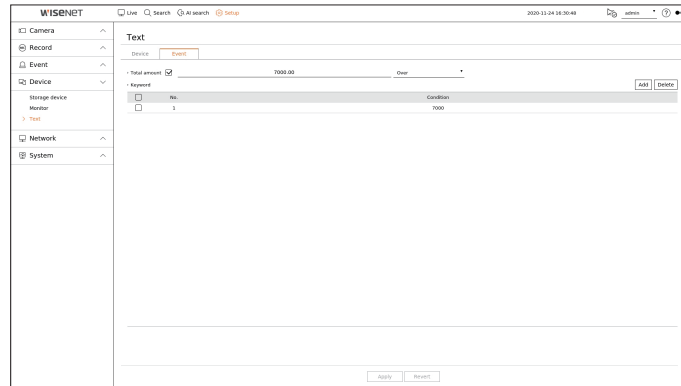 WISENET
Live Search AI search Setup 2020-11-24 16:30:48 admin ?
Camera
Record
Event
Device
Storage device
Monitor
> Text
Network
System
Text
Device Event
• Total amount 7000.00 Over
• Keyword Add Delete
No. Condition
1 7000
Apply Revert